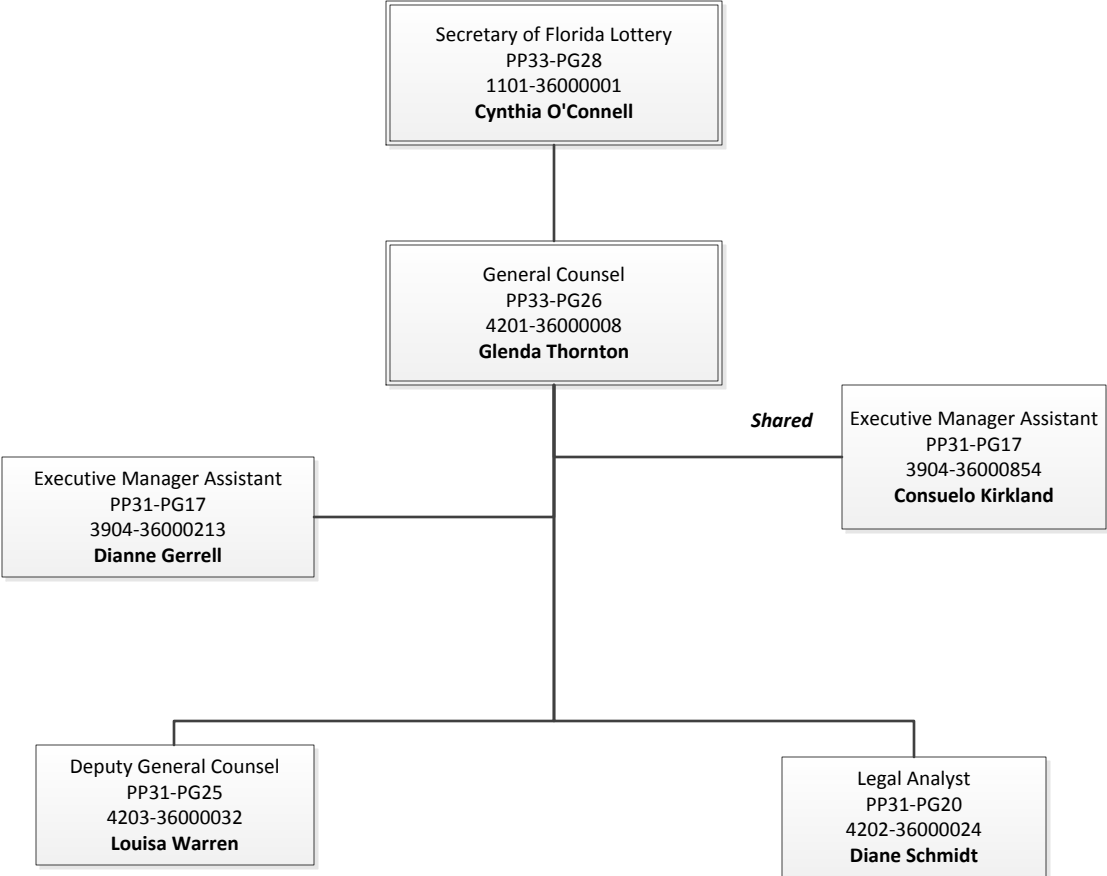 Secretary of Florida Lottery
PP33-PG28
1101-36000001
Cynthia O'Connell
General Counsel
PP33-PG26
4201-36000008
Glenda Thornton
Shared
Executive Manager Assistant
PP31-PG17
3904-36000854
Consuelo Kirkland
Executive Manager Assistant
PP31-PG17
3904-36000213
Dianne Gerrell
Deputy General Counsel
PP31-PG25
4203-36000032
Louisa Warren
Legal Analyst
PP31-PG20
4202-36000024
Diane Schmidt